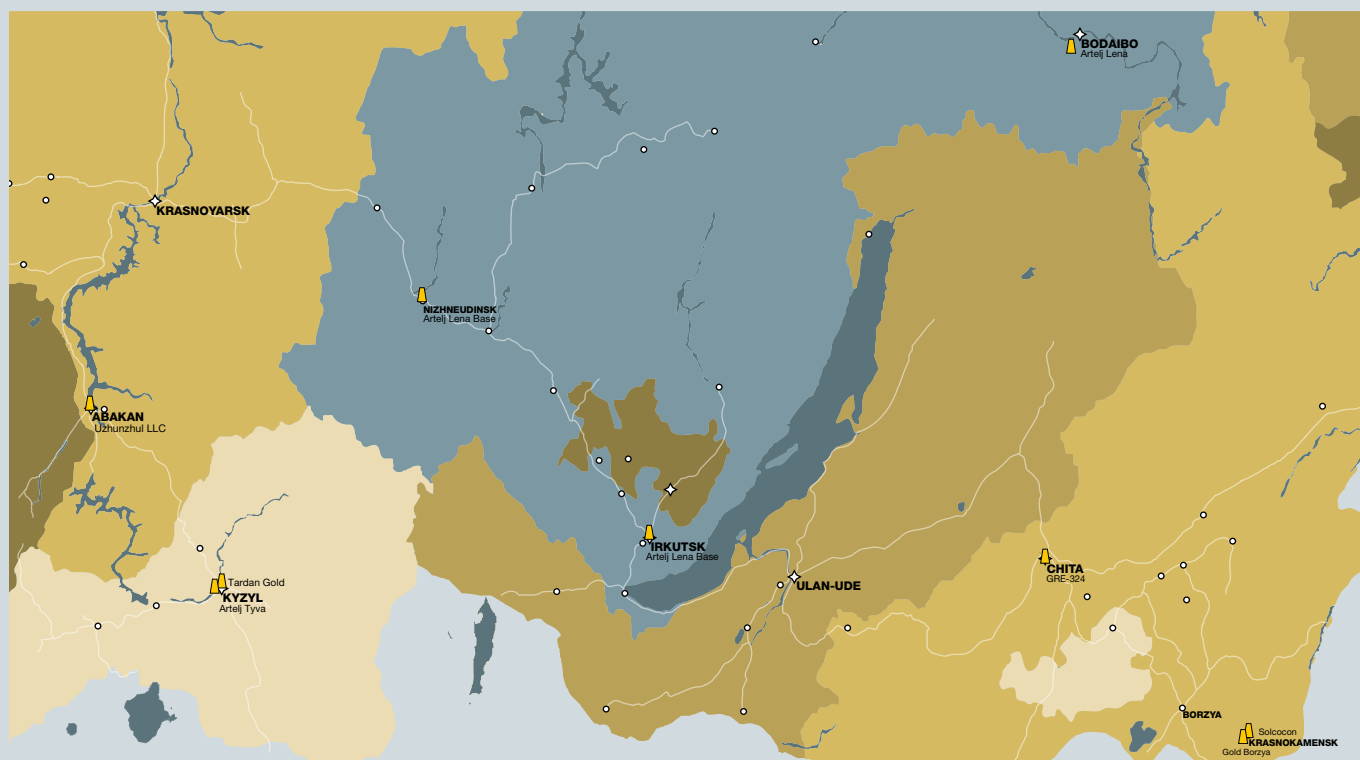 BODAIBO
Artelj Lena
KRASNOYARSK
NIZHNEUDINSK
Artelj Lena Base
ABAKAN
Uzhunzhul LLC
IRKUTSK
Artelj Lena Base
CHITA
GRE-324
Tardan Gold
ULAN-UDE
KYZYL
Artelj Tyva
BORZYA
Solcocon
KRASNOKAMENSK
Gold Borzya